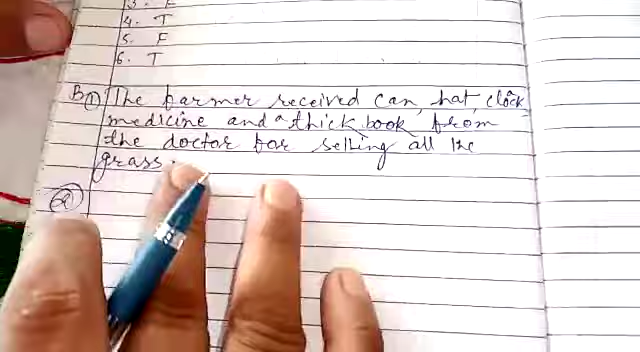 3. F
4. T
5. F
6. T
B ① The farmer received can, hat, clock,
medicine and a thick book from
the doctor for selling all the
grass.
②